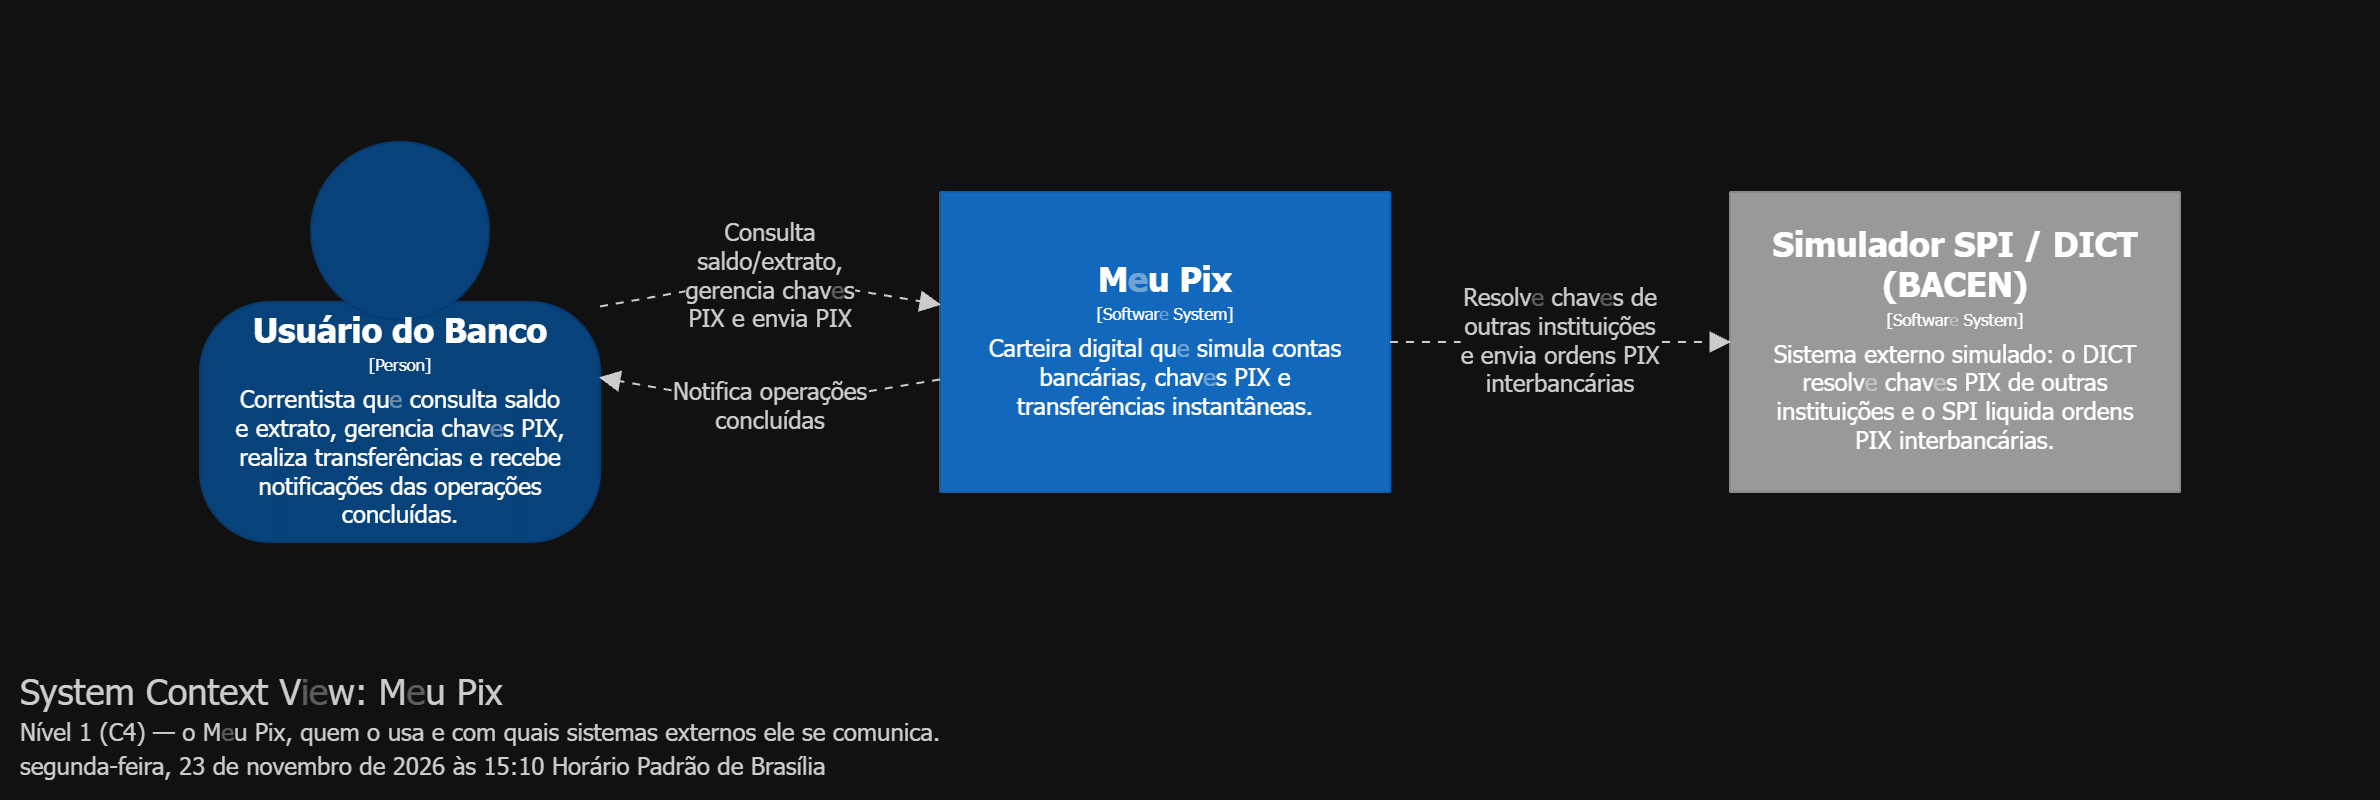 Usuário do Banco
[Person]
Correntista que consulta saldo
e extrato, gerencia chaves PIX,
realiza transferências e recebe
notificações das operações
concluídas.
Consulta
saldo/extrato,
gerencia chaves
PIX e envia PIX
Notifica operações
concluídas
Meu Pix
[Software System]
Carteira digital que simula contas
bancárias, chaves PIX e
transferências instantâneas.
Resolve chaves de
outras instituições
e envia ordens PIX
interbancárias
Simulador SPI / DICT
(BACEN)
[Software System]
Sistema externo simulado: o DICT
resolve chaves PIX de outras
instituições e o SPI liquida ordens
PIX interbancárias.
System Context View: Meu Pix
Nível 1 (C4) — o Meu Pix, quem o usa e com quais sistemas externos ele se comunica.
segunda-feira, 23 de novembro de 2026 às 15:10 Horário Padrão de Brasília